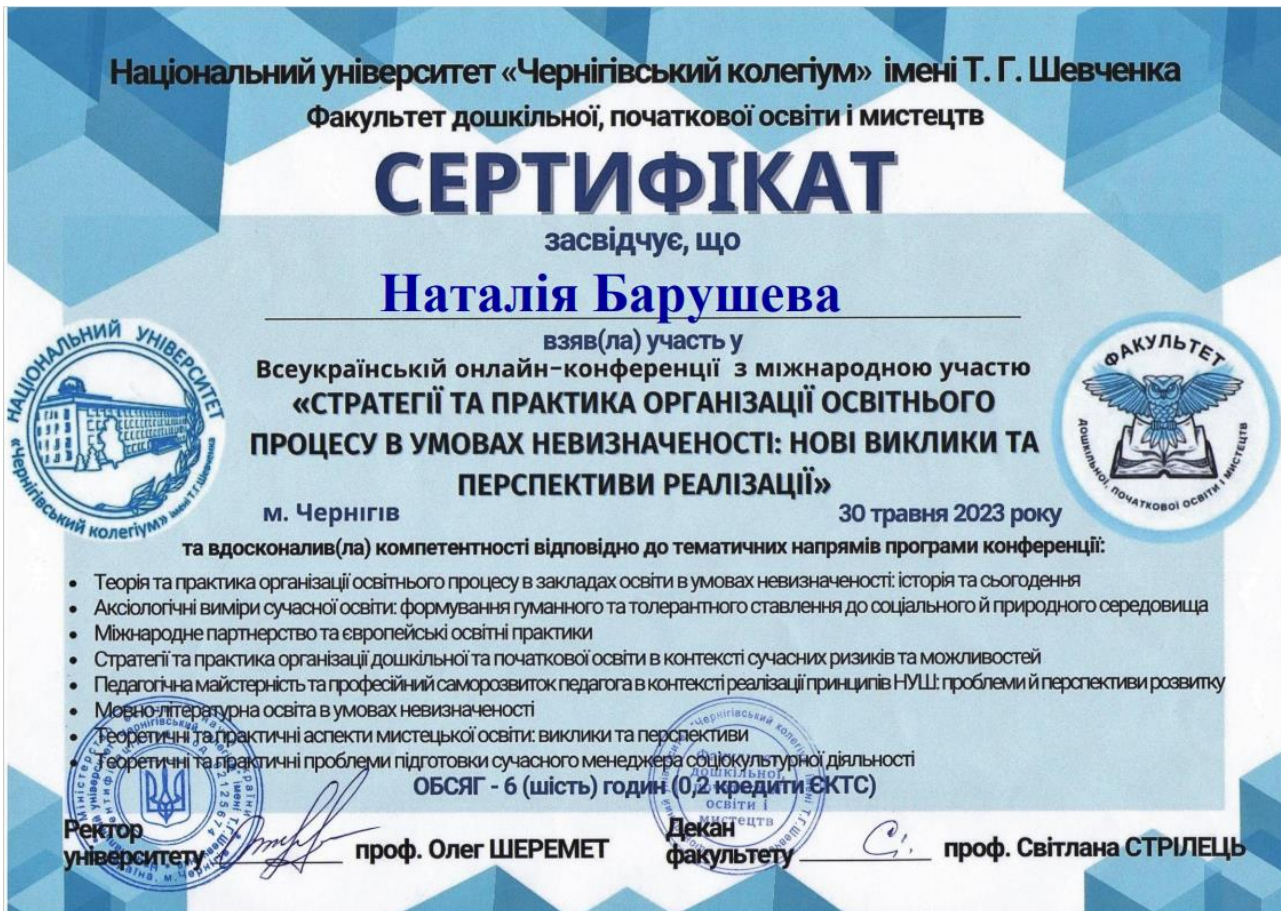 Національний університет «Чернігівський колегіум» імені Т. Г. Шевченка
Факультет дошкільної, початкової освіти і мистецтв
СЕРТИФІКАТ
засвідчує, що
Наталія Барушева
взяв(ла) участь у
Всеукраїнській онлайн-конференції з міжнародною участю
«СТРАТЕГІЇ ТА ПРАКТИКА ОРГАНІЗАЦІЇ ОСВІТНЬОГО
ПРОЦЕСУ В УМОВАХ НЕВИЗНАЧЕНОСТІ: НОВІ ВИКЛИКИ ТА
ПЕРСПЕКТИВИ РЕАЛІЗАЦІЇ»
НАЦІОНАЛЬНИЙ УНІВЕРСИТЕТ
«Чернігівський колегіум» імені Т.Г.Шевченка
ФАКУЛЬТЕТ
ДОШКІЛЬНОЇ, ПОЧАТКОВОЇ ОСВІТИ І МИСТЕЦТВ
м. Чернігів 30 травня 2023 року
та вдосконалив(ла) компетентності відповідно до тематичних напрямів програми конференції:
• Теорія та практика організації освітнього процесу в закладах освіти в умовах невизначеності: історія та сьогодення
• Аксіологічні виміри сучасної освіти: формування гуманного та толерантного ставлення до соціального й природного середовища
• Міжнародне партнерство та європейські освітні практики
• Стратегії та практика організації дошкільної та початкової освіти в контексті сучасних ризиків та можливостей
• Педагогічна майстерність та професійний саморозвиток педагога в контексті реалізації принципів НУШ: проблеми й перспективи розвитку
• Мовно-літературна освіта в умовах невизначеності
• Теоретичні та практичні аспекти мистецької освіти: виклики та перспективи
• Теоретичні та практичні проблеми підготовки сучасного менеджера соціокультурної діяльності
ОБСЯГ - 6 (шість) годин (0,2 кредити ЄКТС)
Факультет
дошкільної,
початкової
освіти і
мистецтв
Ректор
університету проф. Олег ШЕРЕМЕТ
Декан
факультету проф. Світлана СТРІЛЕЦЬ